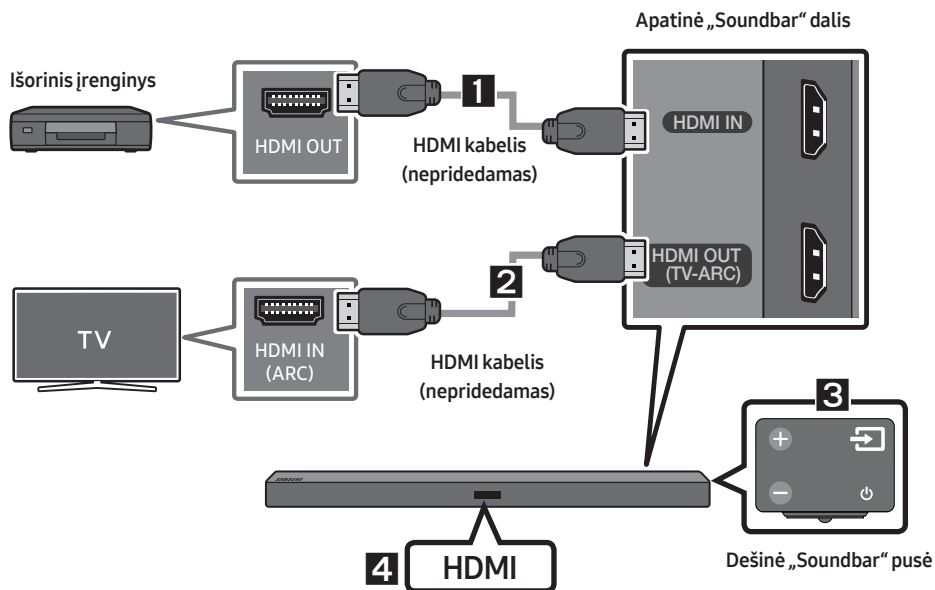 Apatinė „Soundbar“ dalis
Išorinis įrenginys
HDMI OUT
1
HDMI kabelis
(nepridedamas)
HDMI IN
TV
HDMI IN
(ARC)
2
HDMI kabelis
(nepridedamas)
HDMI OUT
(TV-ARC)
3
SAMSUNG
4
HDMI
Dešinė „Soundbar“ pusė